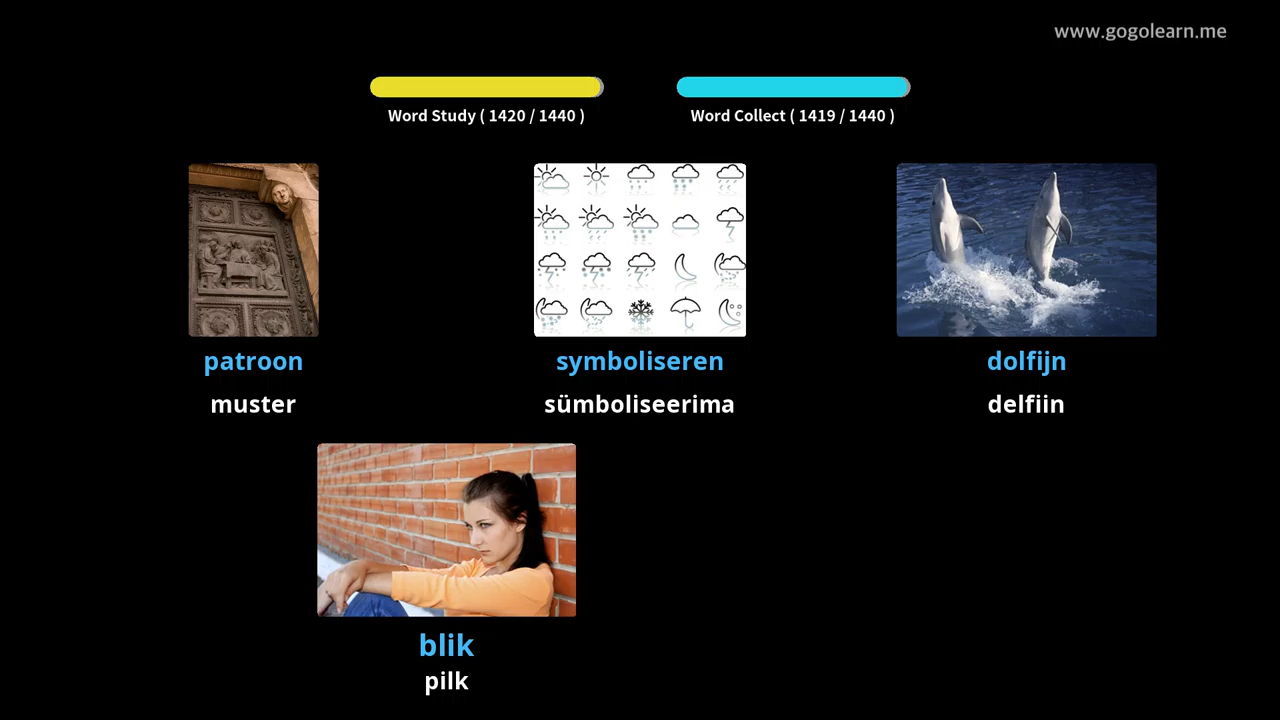 www.gogolearn.me
Word Study ( 1420 / 1440 )
Word Collect ( 1419 / 1440 )
patroon
symboliseren
dolfijn
muster
sümboliseerima
delfiin
blik
pilk